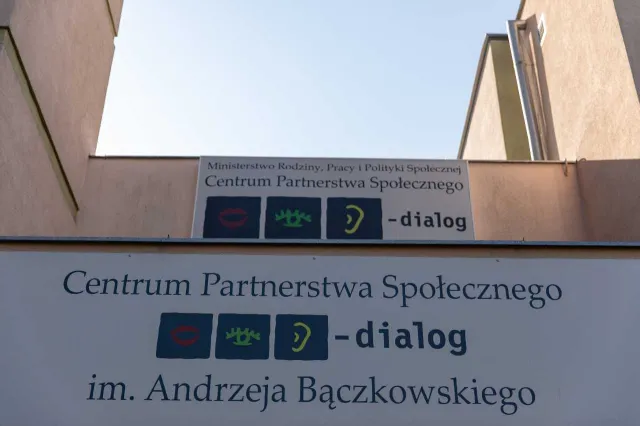 Ministerstwo Rodziny, Pracy i Polityki Społecznej
Centrum Partnerstwa Społecznego
-dialog
Centrum Partnerstwa Społecznego
-dialog
im. Andrzeja Bączkowskiego